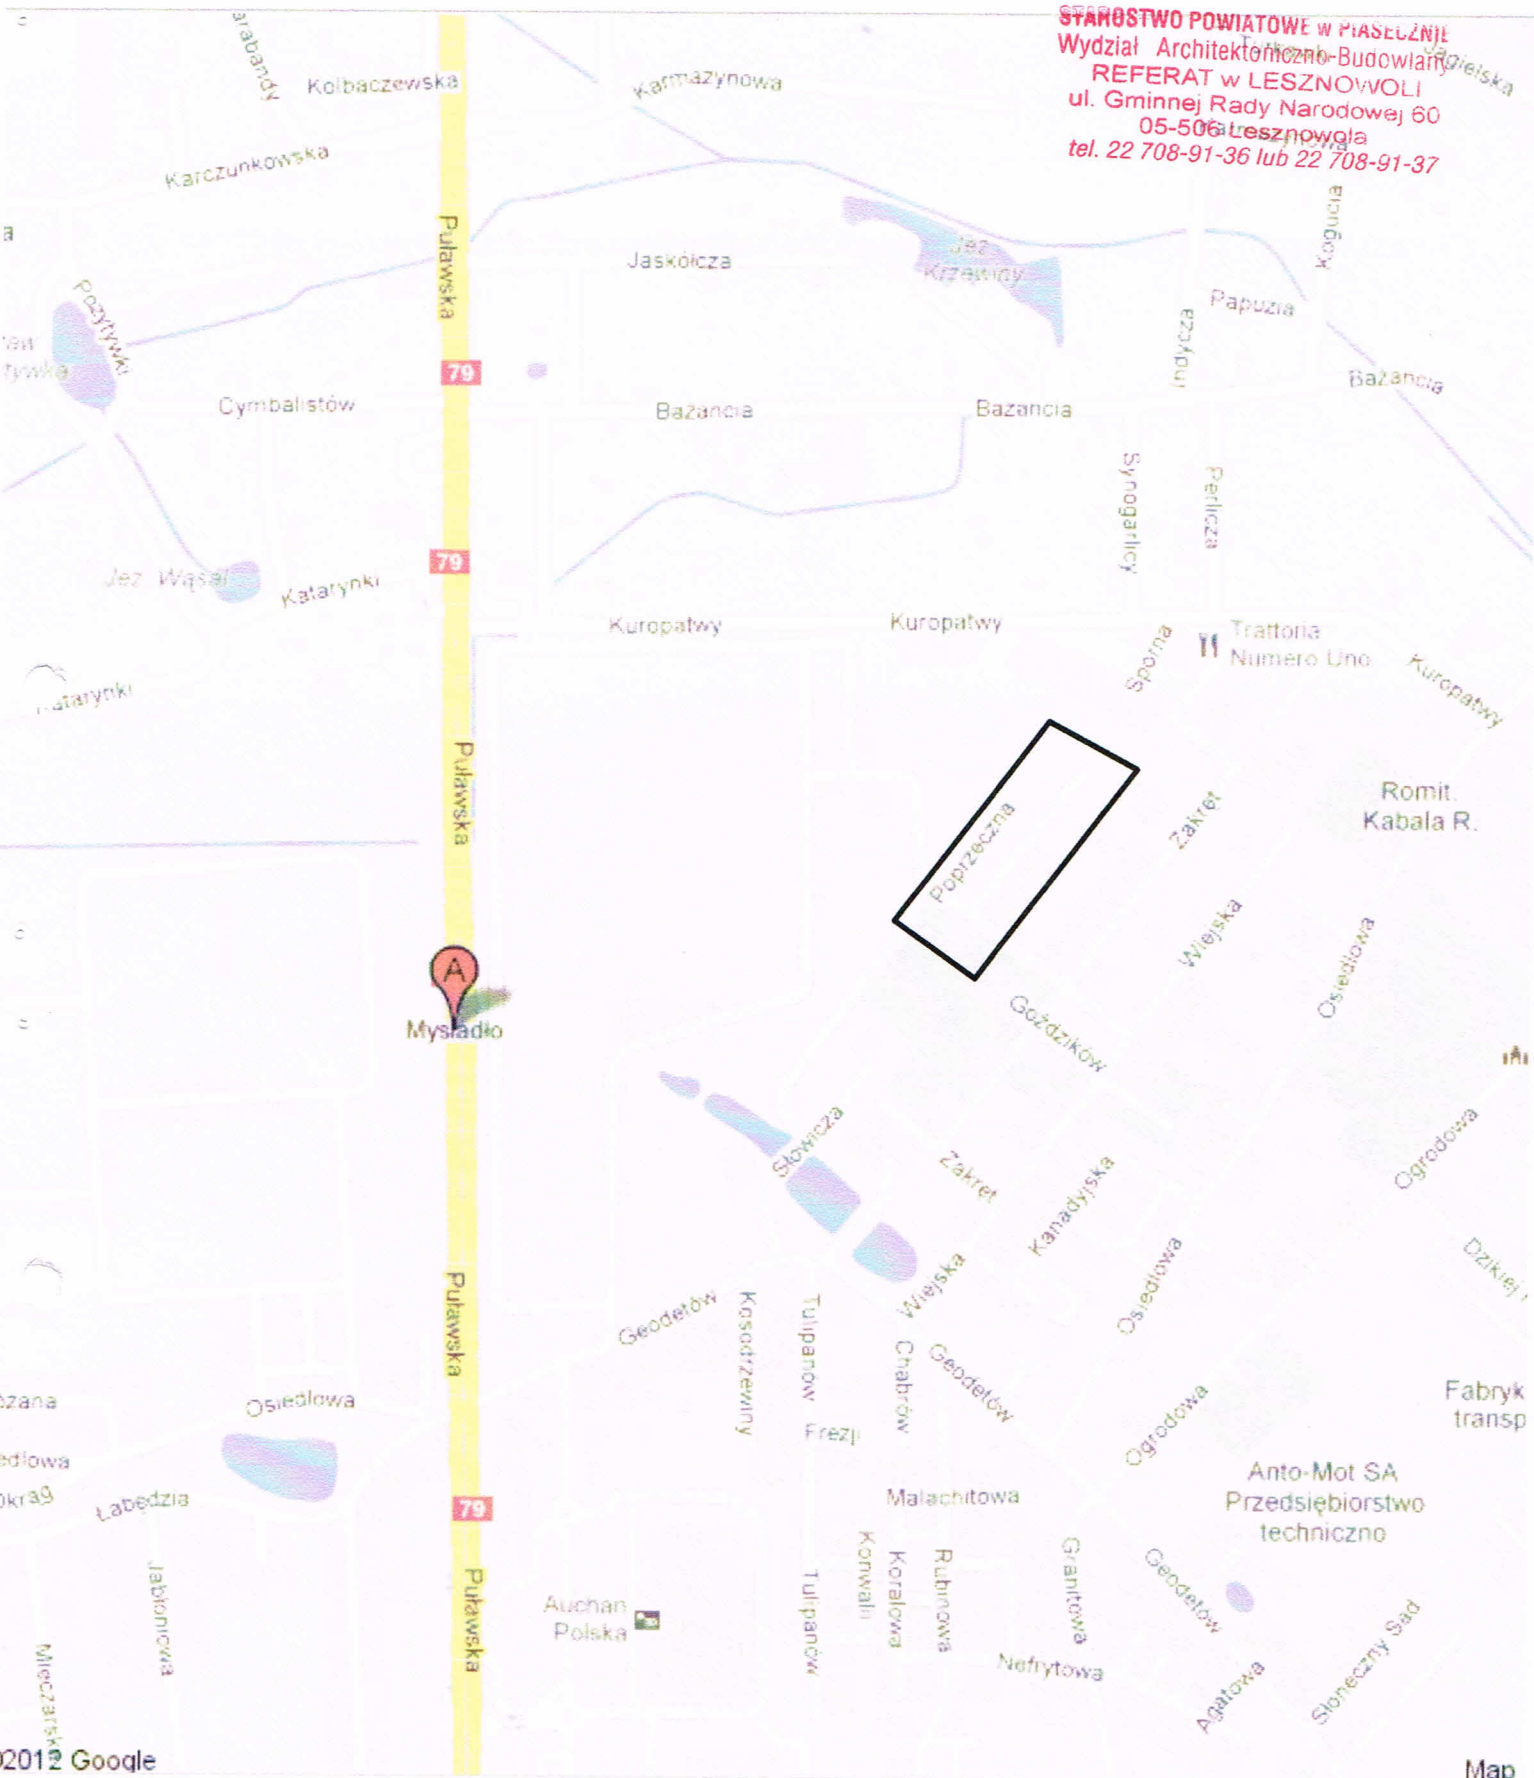 STAROSTWO POWIATOWE w PIASECZNIE
Wydział Architektoniczno-Budowlany
REFERAT w LESZNOWOLI
ul. Gminnej Rady Narodowej 60
05-506 Lesznowola
tel. 22 708-91-36 lub 22 708-91-37
Jagielska
Kolbaczewska
Karmazynowa
Karczunkowska
Puławska
Jaskółcza
Jez
Krzewiny
Kogucia
Papuzia
Indycza
Pozytywki
79
Cymbalistów
Bażancia
Bażancia
Bażancia
Synogarlicy
Perlicza
79
Jez Wąsal
Katarynki
Kuropatwy
Kuropatwy
Sporna
Trattoria
Numero Uno
Kuropatwy
Katarynki
Puławska
Poprzeczna
Zakręt
Romit.
Kabala R.
Wiejska
Osiedlowa
A
Mysiadło
Goździków
Słowicza
Zakręt
Kanadyjska
Ogrodowa
Osiedlowa
Dzikiej
Wiejska
Puławska
Geodetów
Kosodrzewiny
Tulipanów
Chabrów
Geodetów
Frezji
Ogrodowa
Fabryk
transp
Osiedlowa
Łabędzia
79
Malachitowa
Anto-Mot SA
Przedsiębiorstwo
techniczno
Jabłoniowa
Puławska
Auchan
Polska
Tulipanów
Konwalii
Koralowa
Rubinowa
Granitowa
Geodetów
Nefrytowa
Agatowa
Słoneczny Sad
2012 Google
Map